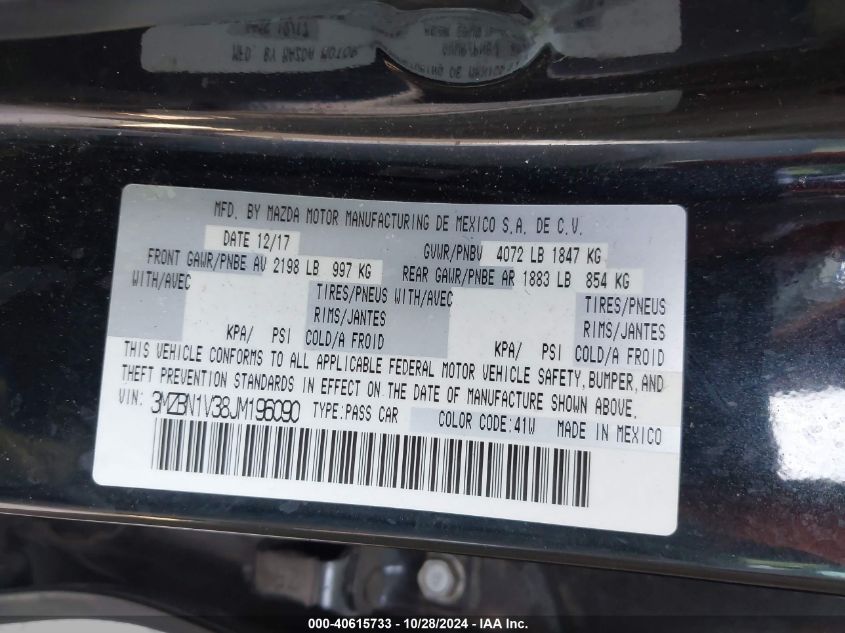 MFD. BY MAZDA MOTOR MANUFACTURING DE MEXICO S.A. DE C.V.
DATE 12/17 GVWR/PNBV 4072 LB 1847 KG
FRONT GAWR/PNBE AV 2198 LB 997 KG REAR GAWR/PNBE AR 1883 LB 854 KG
WITH/AVEC TIRES/PNEUS WITH/AVEC TIRES/PNEUS
RIMS/JANTES RIMS/JANTES
KPA/ PSI COLD/A FROID KPA/ PSI COLD/A FROID
THIS VEHICLE CONFORMS TO ALL APPLICABLE FEDERAL MOTOR VEHICLE SAFETY, BUMPER, AND
THEFT PREVENTION STANDARDS IN EFFECT ON THE DATE OF MANUFACTURE SHOWN ABOVE.
VIN: 3MZBN1V38JM196090 TYPE:PASS CAR COLOR CODE:41W MADE IN MEXICO
000-40615733 - 10/28/2024 - IAA Inc.